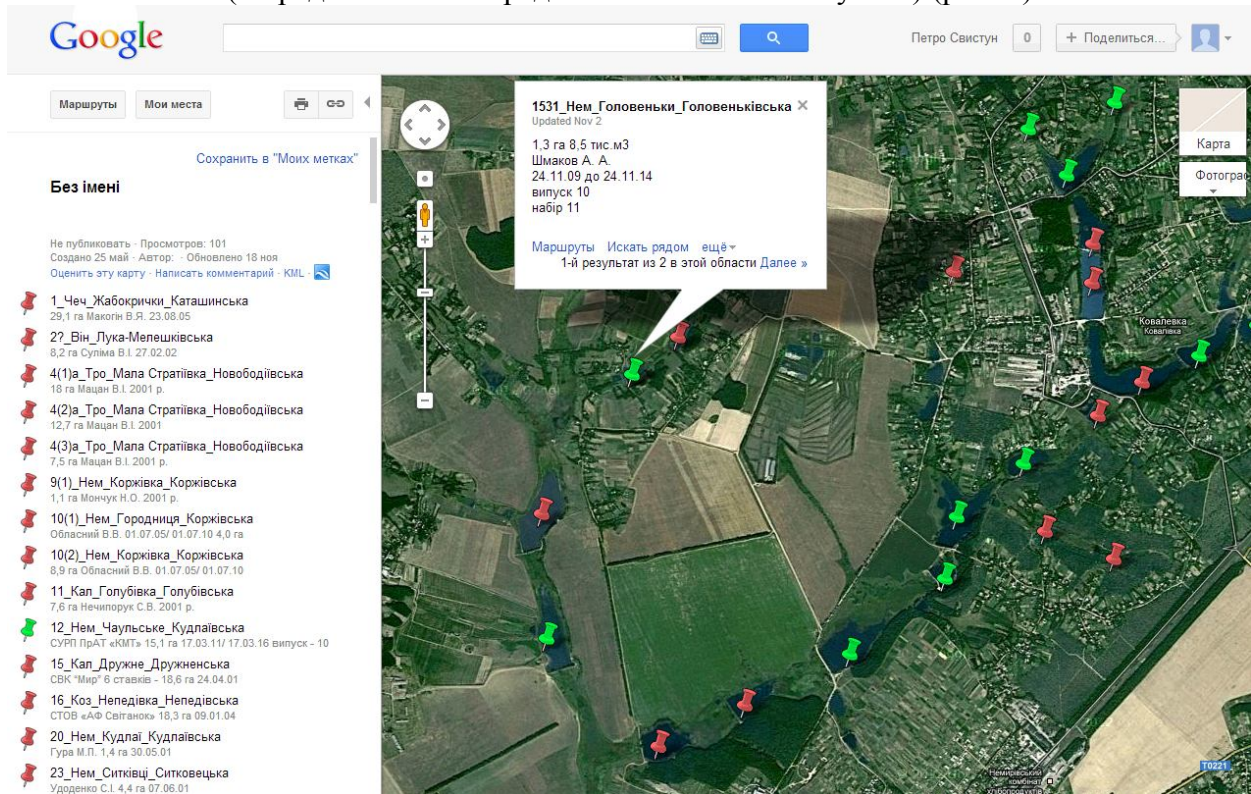 Google
Петро Свистун 0 + Поделиться...
Маршруты Мои места
Сохранить в "Моих метках"
Без імені
Не публиковать · Просмотров: 101
Создано 25 май · Автор: · Обновлено 18 ноя
Оценить эту карту · Написать комментарий · KML ·
1_Чеч_Жабокрички_Каташинська
29,1 га Макогін В.Я. 23.08.05
2?_Він_Лука-Мелешківська
8,2 га Суліма В.І. 27.02.02
4(1)а_Тро_Мала Стратіївка_Новободіївська
18 га Мацан В.І. 2001 р.
4(2)а_Тро_Мала Стратіївка_Новободіївська
12,7 га Мацан В.І. 2001
4(3)а_Тро_Мала Стратіївка_Новободіївська
7,5 га Мацан В.І. 2001 р.
9(1)_Нем_Коржівка_Коржівська
1,1 га Мончук Н.О. 2001 р.
10(1)_Нем_Городниця_Коржівська
Обласний В.В. 01.07.05/ 01.07.10 4,0 га
10(2)_Нем_Коржівка_Коржівська
8,9 га Обласний В.В. 01.07.05/ 01.07.10
11_Кал_Голубівка_Голубівська
7,6 га Нечипорук С.В. 2001 р.
12_Нем_Чаульське_Кудлаївська
СУРП ПрАТ «КМТ» 15,1 га 17.03.11/ 17.03.16 випуск - 10
15_Кал_Дружне_Дружненська
СВК "Мир" 6 ставків - 18,6 га 24.04.01
16_Коз_Непедівка_Непедівська
СТОВ «АФ Світанок» 18,3 га 09.01.04
20_Нем_Кудлаї_Кудлаївська
Гура М.П. 1,4 га 30.05.01
23_Нем_Ситківці_Ситковецька
Удоденко С.І. 4,4 га 07.06.01
1531_Нем_Головеньки_Головеньківська
Updated Nov 2
1,3 га 8,5 тис.м3
Шмаков А. А.
24.11.09 до 24.11.14
випуск 10
набір 11
Маршруты Искать рядом ещё
1-й результат из 2 в этой области Далее »
Карта
Фотограф
Ковалевка
Ковалівка
Немирівський
комбінат
хлібопродуктів
Т0221